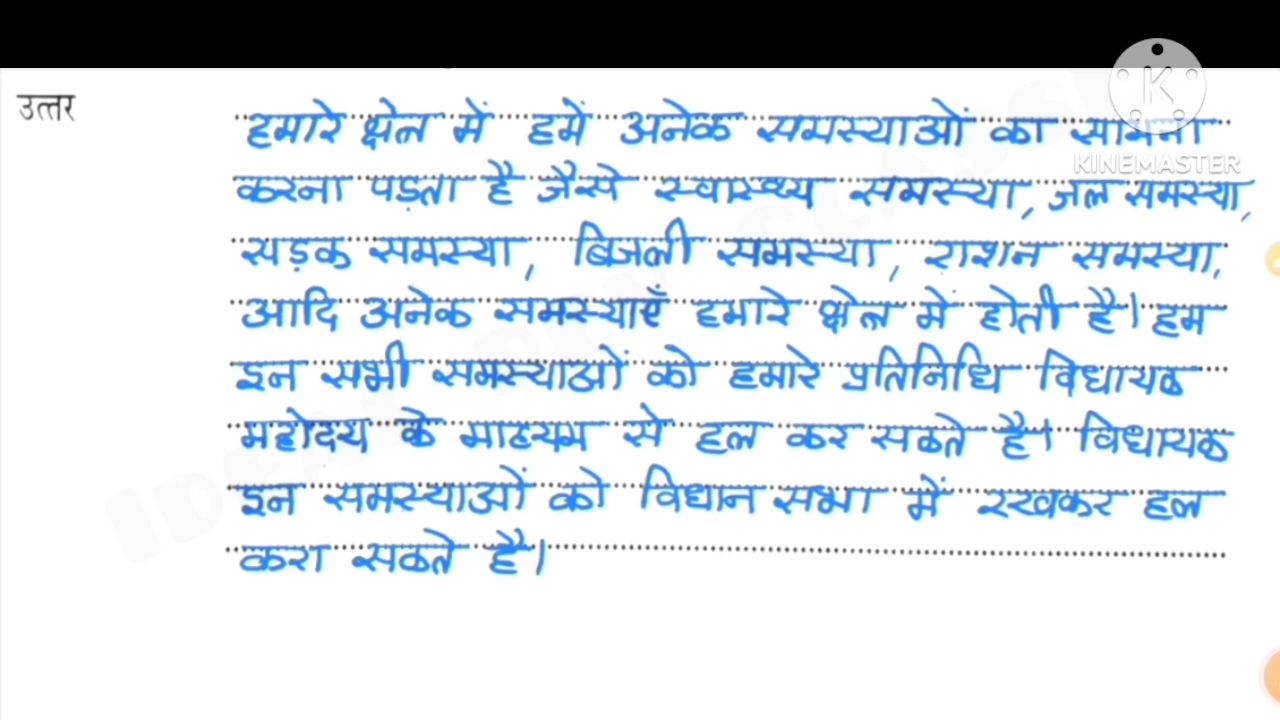 उत्तर
हमारे क्षेत्र में हमें अनेक समस्याओं का सामना
करना पड़ता है जैसे स्वास्थ्य समस्या, जल समस्या,
सड़क समस्या, बिजली समस्या, राशन समस्या,
आदि अनेक समस्याएँ हमारे क्षेत्र में होती है। हम
इन सभी समस्याओं को हमारे प्रतिनिधि विधायक
महोदय के माध्यम से हल कर सकते है। विधायक
इन समस्याओं को विधान सभा में रखकर हल
करा सकते है।
K
KINEMASTER